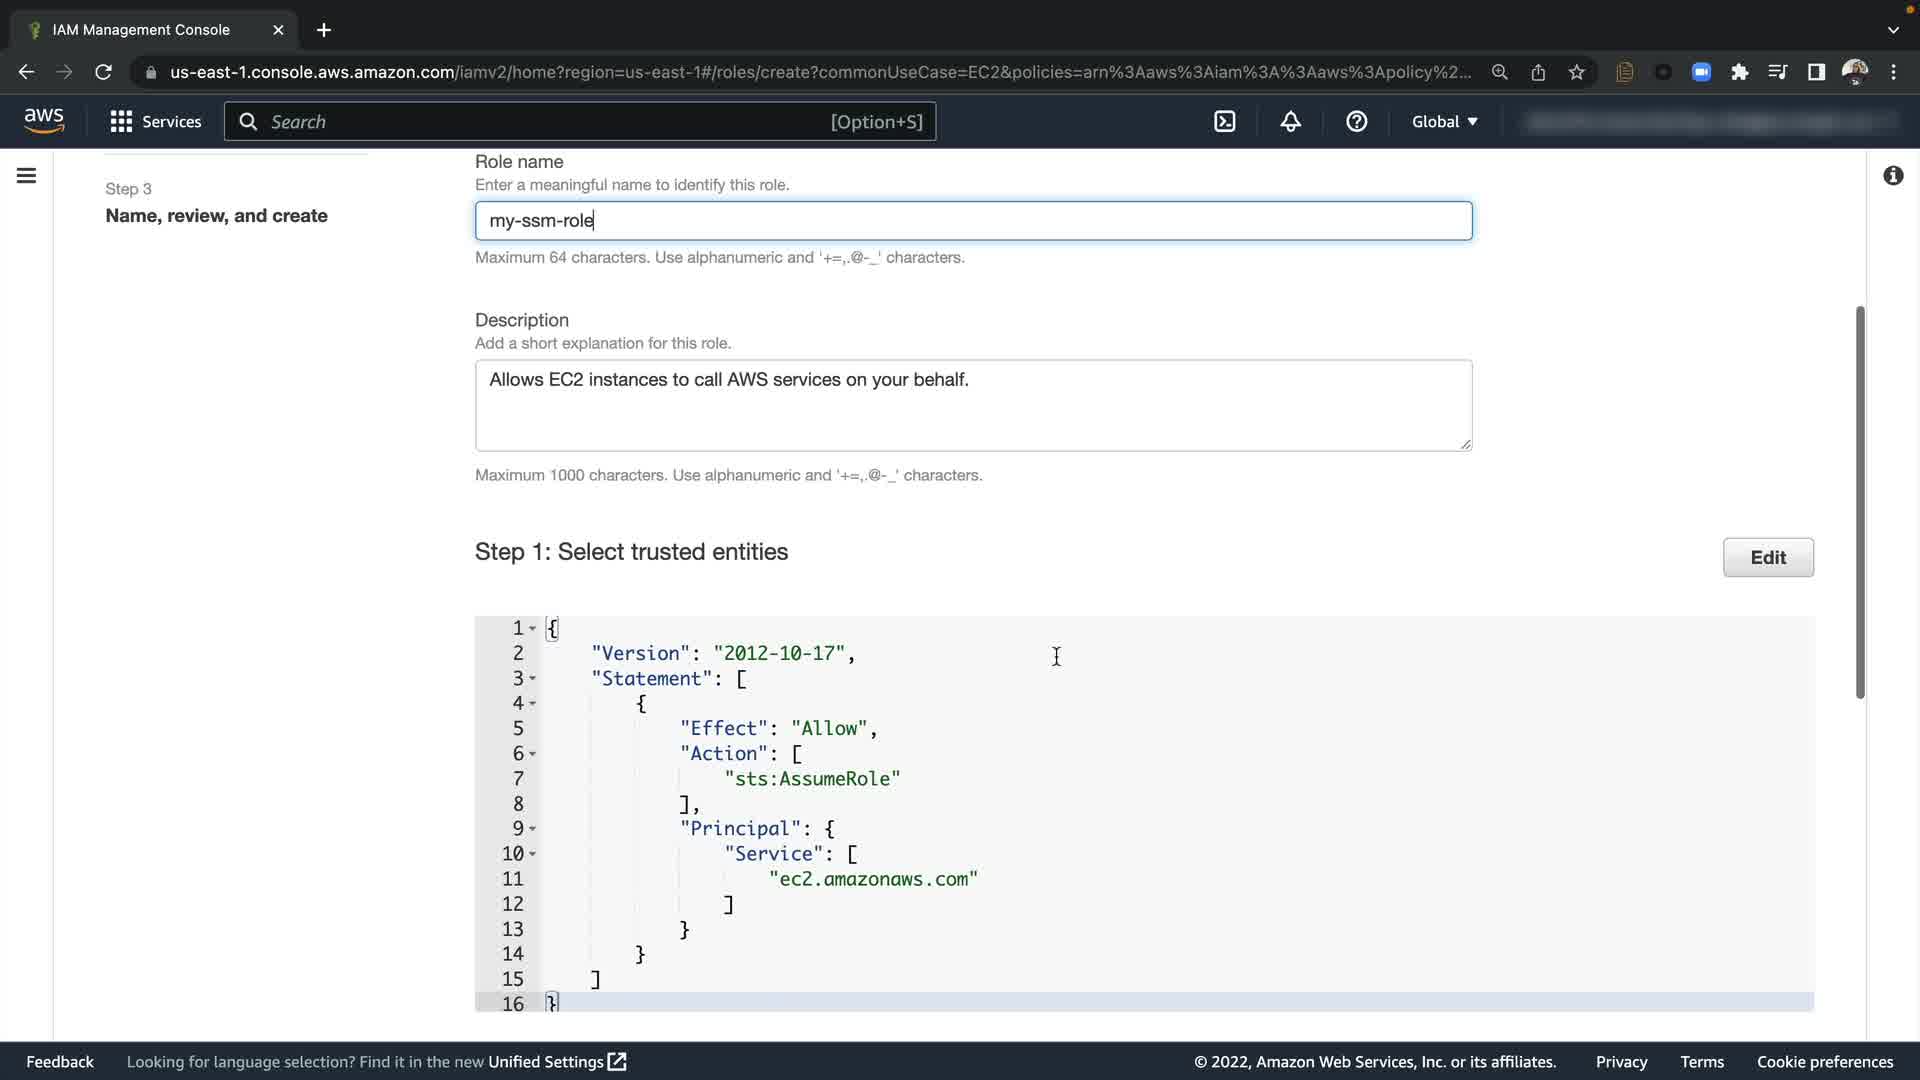 IAM Management Console
us-east-1.console.aws.amazon.com/iamv2/home?region=us-east-1#/roles/create?commonUseCase=EC2&policies=arn%3Aaws%3Aiam%3A%3Aaws%3Apolicy%2...
aws
Services
Search
[Option+S]
Global
Step 3
Name, review, and create
Role name
Enter a meaningful name to identify this role.
my-ssm-role
Maximum 64 characters. Use alphanumeric and '+=,.@-_' characters.
Description
Add a short explanation for this role.
Allows EC2 instances to call AWS services on your behalf.
Maximum 1000 characters. Use alphanumeric and '+=,.@-_' characters.
Step 1: Select trusted entities
Edit
1 {
2 "Version": "2012-10-17",
3 "Statement": [
4 {
5 "Effect": "Allow",
6 "Action": [
7 "sts:AssumeRole"
8 ],
9 "Principal": {
10 "Service": [
11 "ec2.amazonaws.com"
12 ]
13 }
14 }
15 ]
16 }
Feedback
Looking for language selection? Find it in the new Unified Settings
© 2022, Amazon Web Services, Inc. or its affiliates.
Privacy
Terms
Cookie preferences